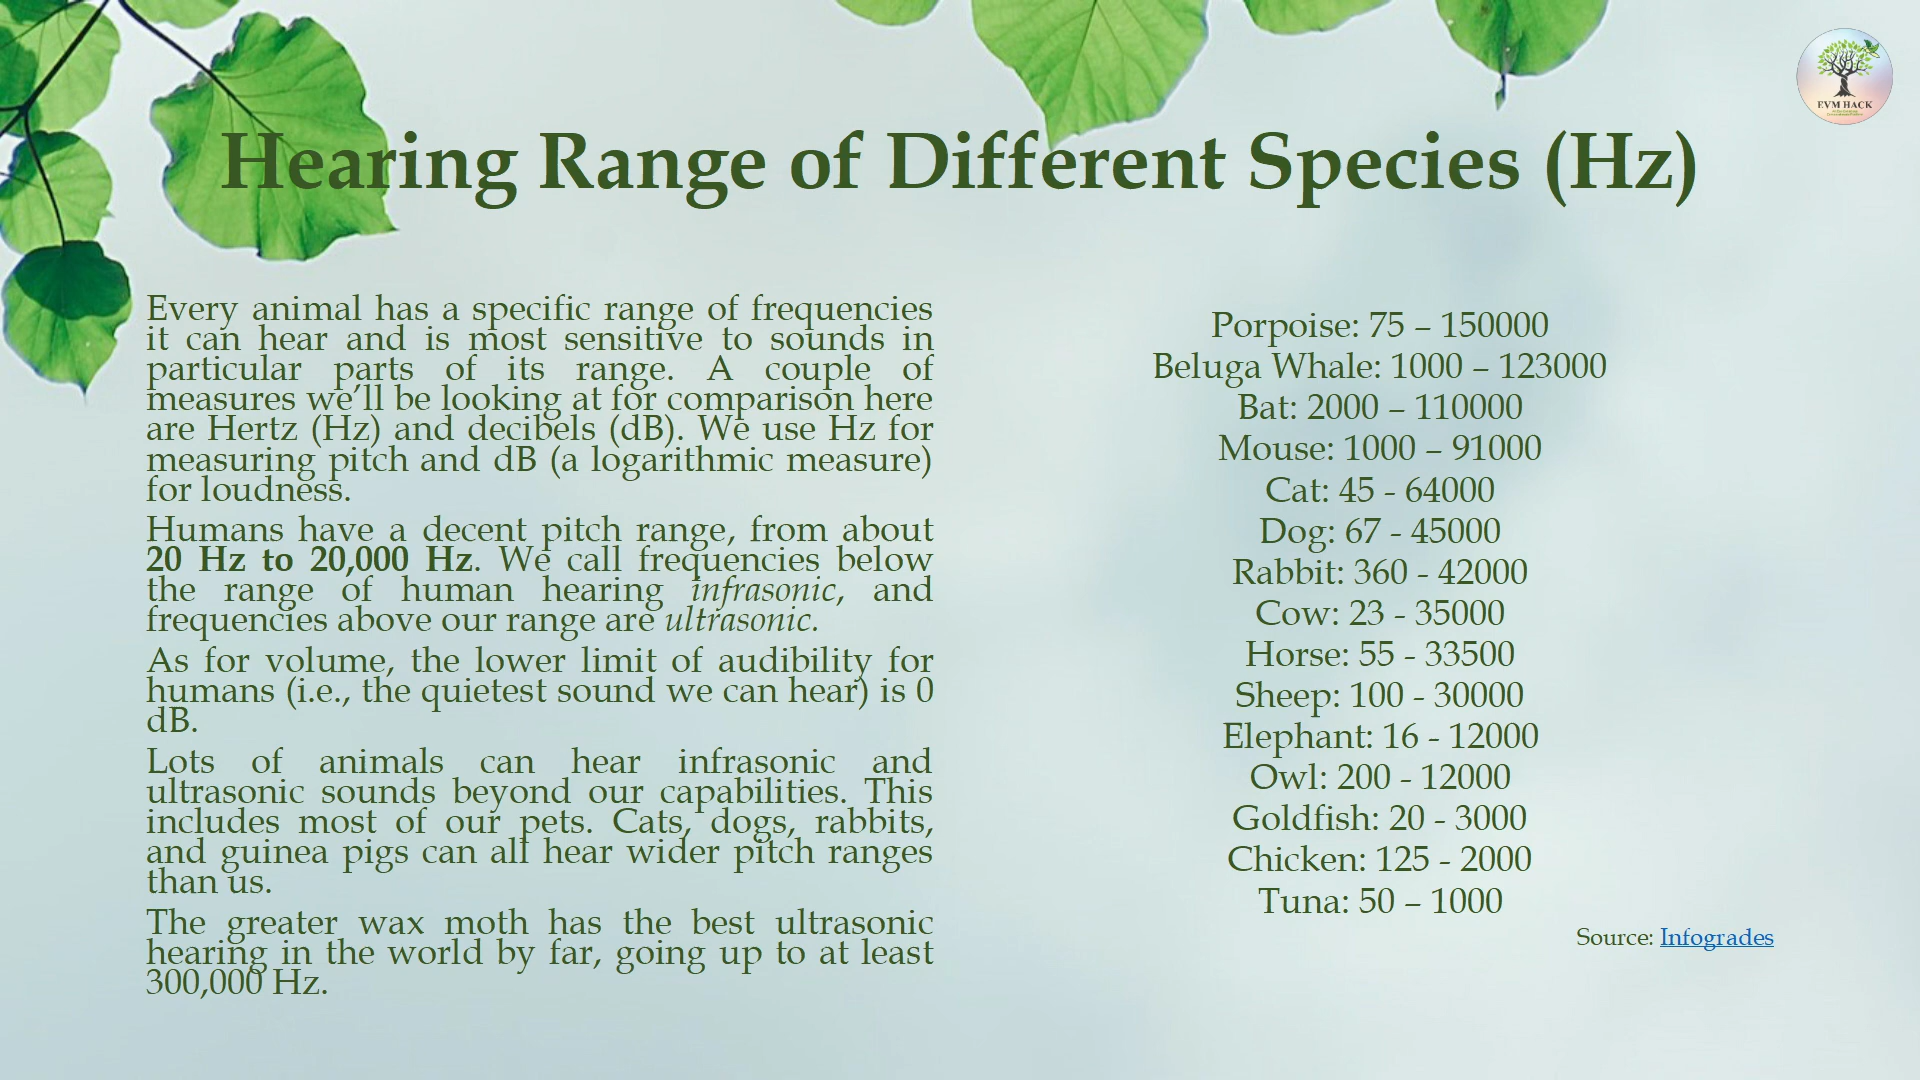 EVM HACK
Hearing Range of Different Species (Hz)
Every animal has a specific range of frequencies
it can hear and is most sensitive to sounds in
particular parts of its range. A couple of
measures we’ll be looking at for comparison here
are Hertz (Hz) and decibels (dB). We use Hz for
measuring pitch and dB (a logarithmic measure)
for loudness.
Humans have a decent pitch range, from about
20 Hz to 20,000 Hz. We call frequencies below
the range of human hearing infrasonic, and
frequencies above our range are ultrasonic.
As for volume, the lower limit of audibility for
humans (i.e., the quietest sound we can hear) is 0
dB.
Lots of animals can hear infrasonic and
ultrasonic sounds beyond our capabilities. This
includes most of our pets. Cats, dogs, rabbits,
and guinea pigs can all hear wider pitch ranges
than us.
The greater wax moth has the best ultrasonic
hearing in the world by far, going up to at least
300,000 Hz.
Porpoise: 75 – 150000
Beluga Whale: 1000 – 123000
Bat: 2000 – 110000
Mouse: 1000 – 91000
Cat: 45 - 64000
Dog: 67 - 45000
Rabbit: 360 - 42000
Cow: 23 - 35000
Horse: 55 - 33500
Sheep: 100 - 30000
Elephant: 16 - 12000
Owl: 200 - 12000
Goldfish: 20 - 3000
Chicken: 125 - 2000
Tuna: 50 – 1000
Source: Infogrades